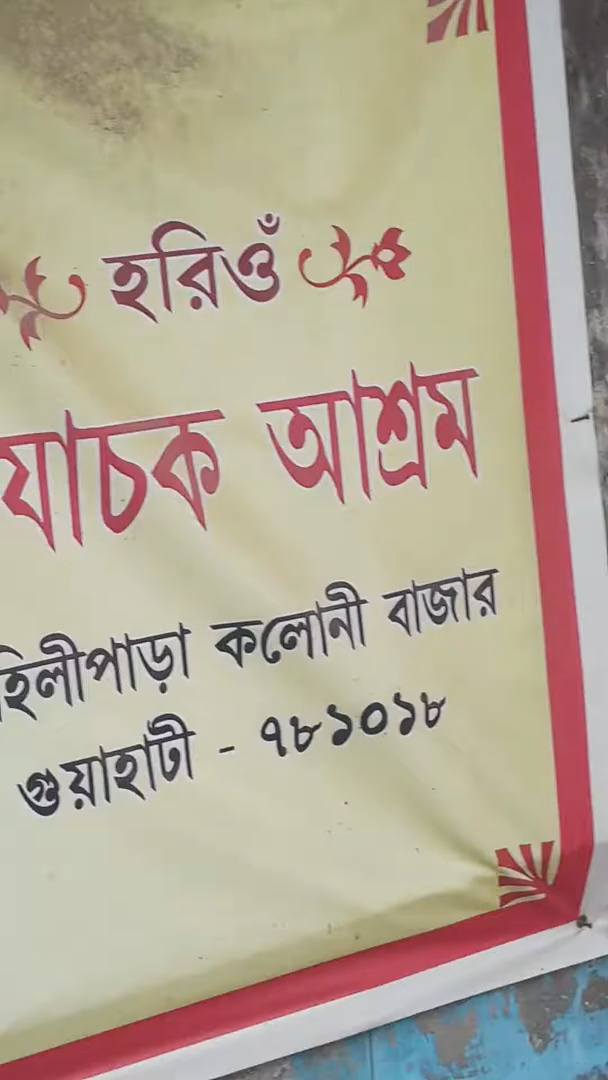 হরিওঁ
যাচক আশ্রম
হিলীপাড়া কলোনী বাজার
গুয়াহাটী - ৭৮১০১৮